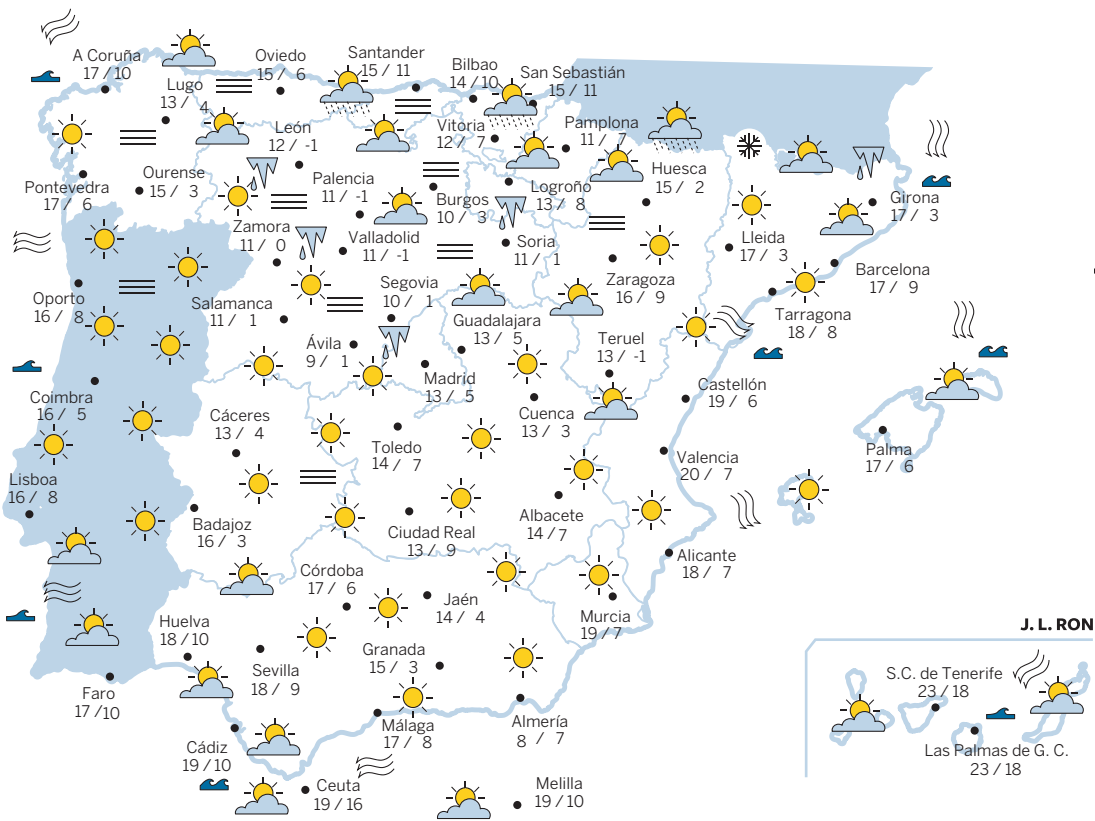 A Coruña
17 / 10
Oviedo
15 / 6
Santander
15 / 11
Bilbao
14 / 10
San Sebastián
15 / 11
Lugo
13 / 4
León
12 / -1
Vitoria
12 / 7
Pamplona
11 / 7
Pontevedra
17 / 6
Ourense
15 / 3
Palencia
11 / -1
Burgos
10 / 3
Logroño
13 / 8
Huesca
15 / 2
Girona
17 / 3
Zamora
11 / 0
Valladolid
11 / -1
Soria
11 / 1
Lleida
17 / 3
Oporto
16 / 8
Salamanca
11 / 1
Segovia
10 / 1
Zaragoza
16 / 9
Barcelona
17 / 9
Tarragona
18 / 8
Guadalajara
13 / 5
Ávila
9 / 1
Madrid
13 / 5
Teruel
13 / -1
Coimbra
16 / 5
Castellón
19 / 6
Cáceres
13 / 4
Cuenca
13 / 3
Toledo
14 / 7
Palma
17 / 6
Lisboa
16 / 8
Valencia
20 / 7
Badajoz
16 / 3
Ciudad Real
13 / 9
Albacete
14 / 7
Alicante
18 / 7
Córdoba
17 / 6
Jaén
14 / 4
Murcia
19 / 7
Huelva
18 / 10
Sevilla
18 / 9
Granada
15 / 3
Faro
17 / 10
Málaga
17 / 8
Almería
8 / 7
Cádiz
19 / 10
Ceuta
19 / 16
Melilla
19 / 10
J. L. RON
S.C. de Tenerife
23 / 18
Las Palmas de G. C.
23 / 18